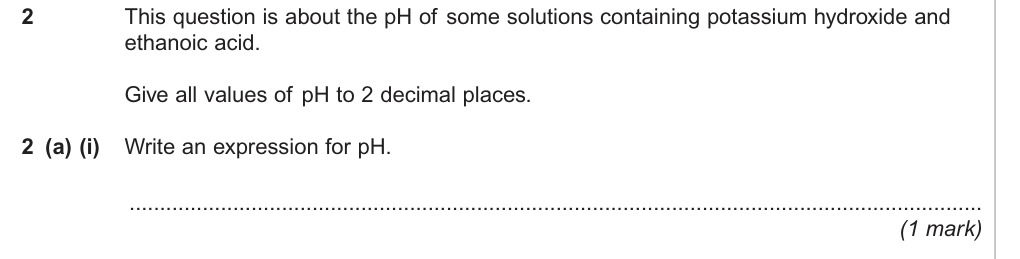 2 This question is about the pH of some solutions containing potassium hydroxide and
ethanoic acid.
Give all values of pH to 2 decimal places.
2 (a) (i) Write an expression for pH.
....................................................................................................................................................
(1 mark)